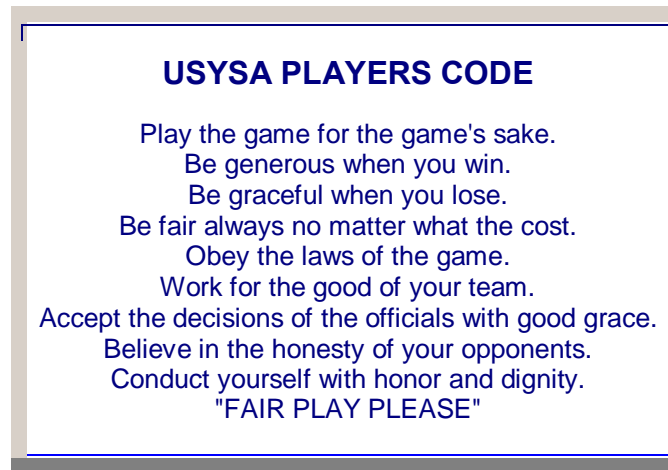 USYSA PLAYERS CODE
Play the game for the game's sake.
Be generous when you win.
Be graceful when you lose.
Be fair always no matter what the cost.
Obey the laws of the game.
Work for the good of your team.
Accept the decisions of the officials with good grace.
Believe in the honesty of your opponents.
Conduct yourself with honor and dignity.
"FAIR PLAY PLEASE"